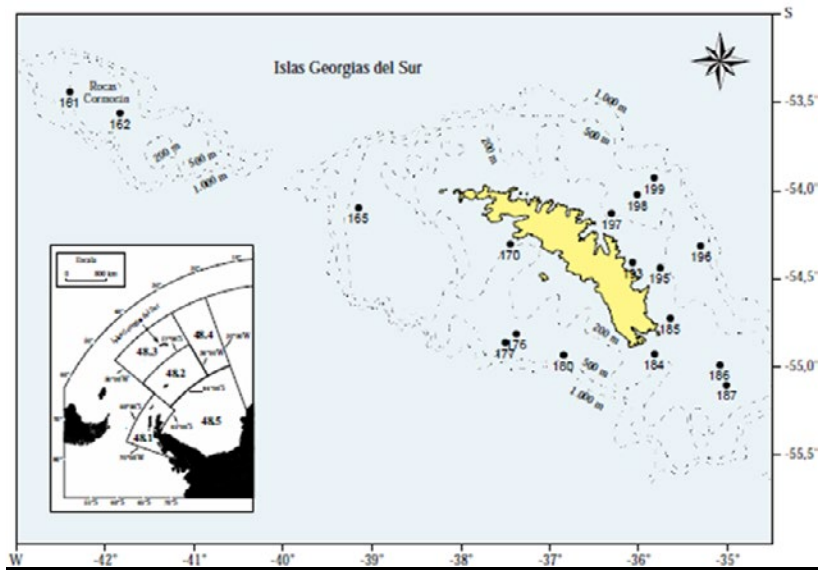 S
Islas Georgias del Sur
Rocas
Cormorán
161
162
200 m
500 m
1.000 m
1.000 m
500 m
200 m
-53,5°
199
-54,0°
198
165
197
170
196
193
195
-54,5°
Escala
0 800 km
200 m
185
176
177
184
-55,0°
180
500 m
186
1.000 m
187
48.4
48.3
48.2
48.5
48.1
-55,5°
W
-42°
-41°
-40°
-39°
-38°
-37°
-36°
-35°